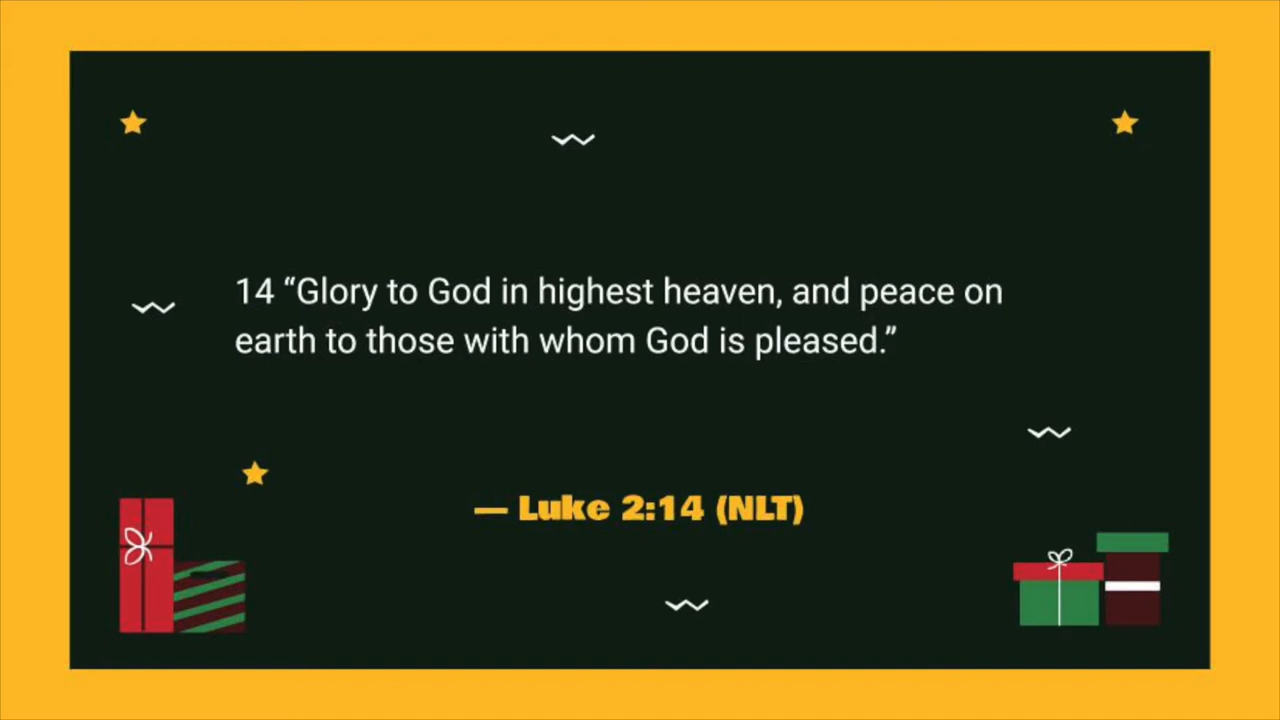 14 “Glory to God in highest heaven, and peace on
earth to those with whom God is pleased.”
— Luke 2:14 (NLT)